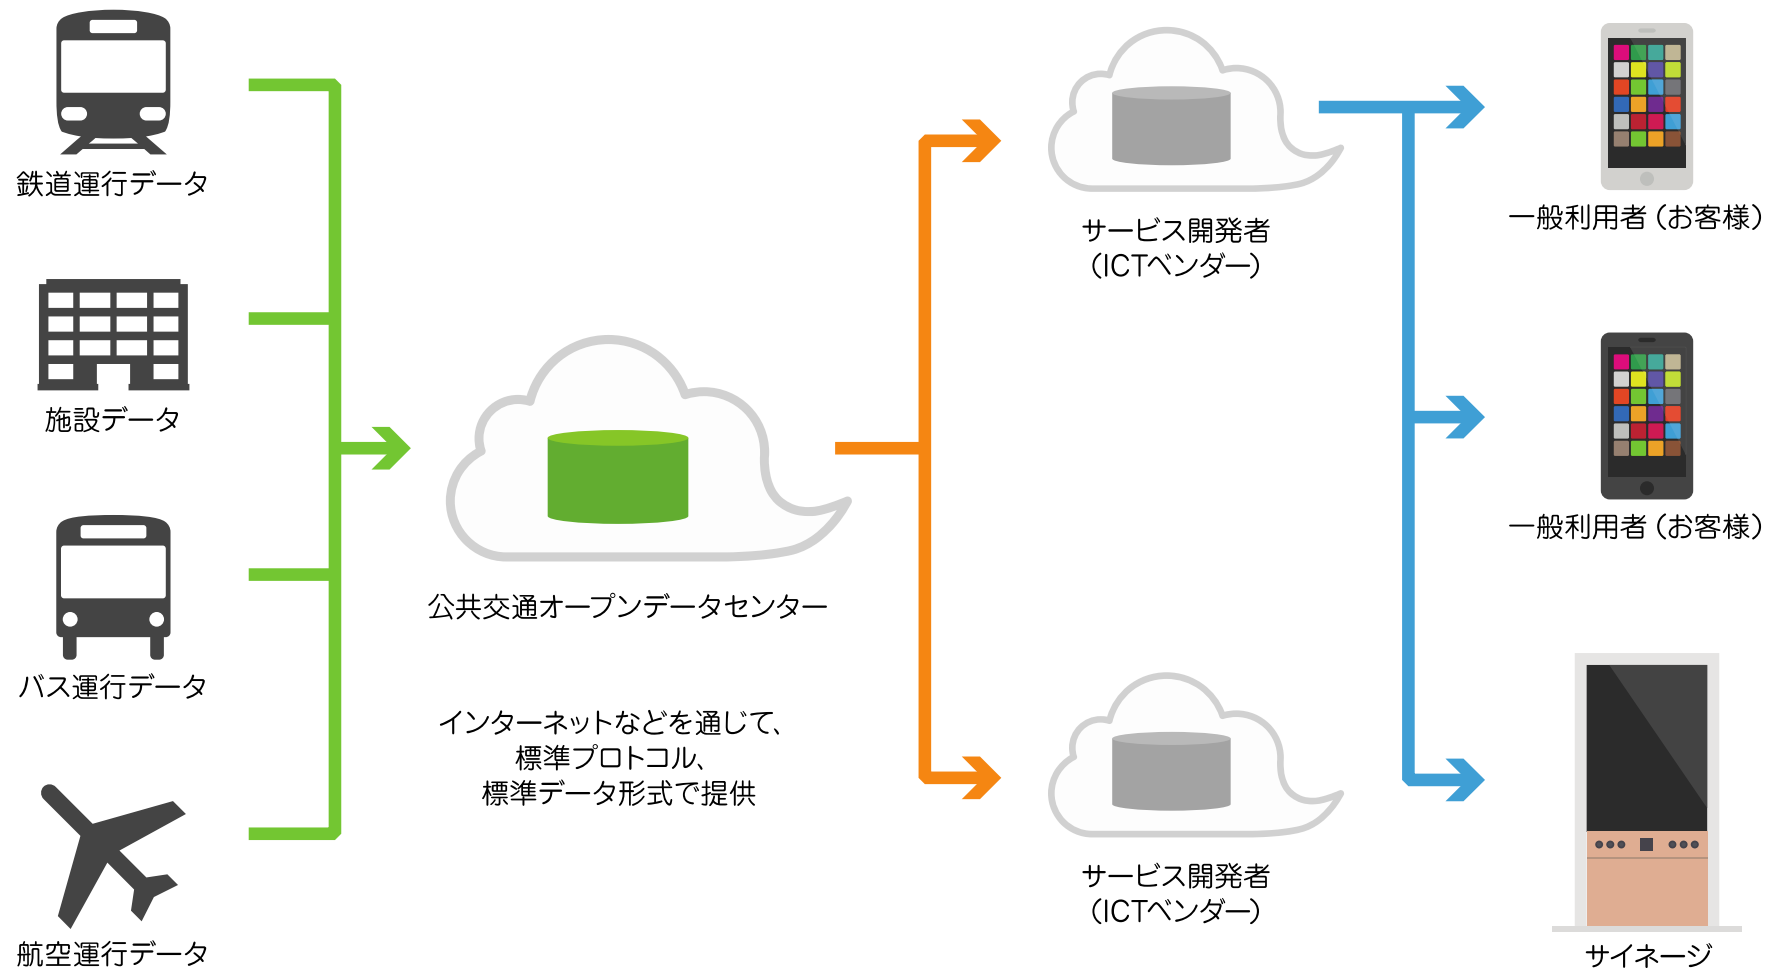 鉄道運行データ
施設データ
バス運行データ
航空運行データ
公共交通オープンデータセンター
インターネットなどを通じて、
標準プロトコル、
標準データ形式で提供
サービス開発者
（ICTベンダー）
サービス開発者
（ICTベンダー）
一般利用者（お客様）
一般利用者（お客様）
サイネージ